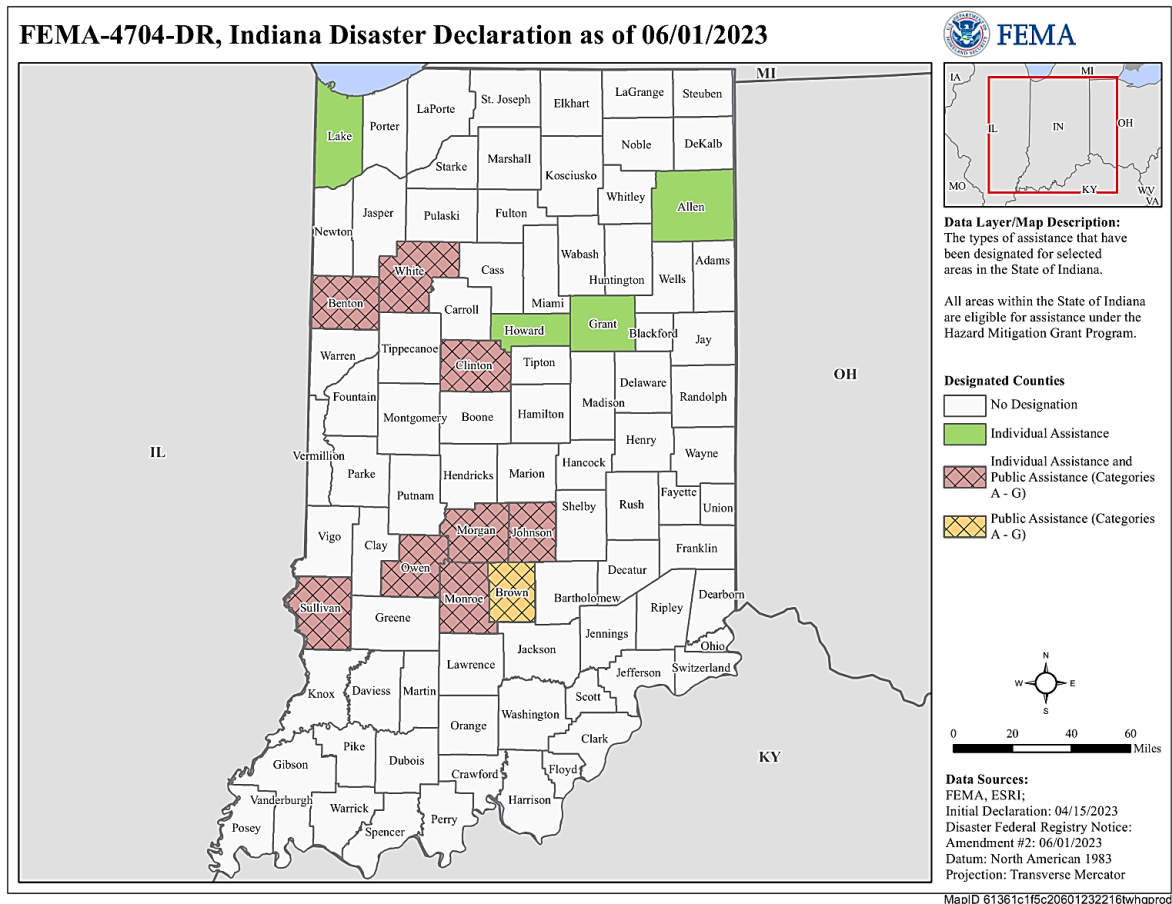 FEMA-4704-DR, Indiana Disaster Declaration as of 06/01/2023
FEMA
U.S. DEPARTMENT OF
HOMELAND SECURITY
MI
IL
OH
KY
Lake
Porter
LaPorte
St. Joseph
Elkhart
LaGrange
Steuben
Noble
DeKalb
Starke
Marshall
Kosciusko
Whitley
Allen
Newton
Jasper
Pulaski
Fulton
Wabash
Huntington
Wells
Adams
White
Cass
Benton
Carroll
Miami
Howard
Grant
Blackford
Jay
Warren
Tippecanoe
Clinton
Tipton
Delaware
Randolph
Fountain
Montgomery
Boone
Hamilton
Madison
Henry
Wayne
Vermillion
Parke
Putnam
Hendricks
Marion
Hancock
Shelby
Rush
Fayette
Union
Vigo
Clay
Morgan
Johnson
Franklin
Owen
Monroe
Brown
Bartholomew
Decatur
Dearborn
Ripley
Sullivan
Greene
Jennings
Ohio
Switzerland
Jefferson
Jackson
Lawrence
Knox
Daviess
Martin
Scott
Washington
Orange
Clark
Pike
Dubois
Gibson
Crawford
Floyd
Harrison
Vanderburgh
Warrick
Perry
Posey
Spencer
IA
MI
IL
IN
OH
MO
KY
WV
VA
Data Layer/Map Description:
The types of assistance that have
been designated for selected
areas in the State of Indiana.
All areas within the State of Indiana
are eligible for assistance under the
Hazard Mitigation Grant Program.
Designated Counties
No Designation
Individual Assistance
Individual Assistance and
Public Assistance (Categories
A - G)
Public Assistance (Categories
A - G)
N
W
E
S
0 20 40 60
Miles
Data Sources:
FEMA, ESRI;
Initial Declaration: 04/15/2023
Disaster Federal Registry Notice:
Amendment #2: 06/01/2023
Datum: North American 1983
Projection: Transverse Mercator
MapID 61361c1f5c20601232216twhqprod